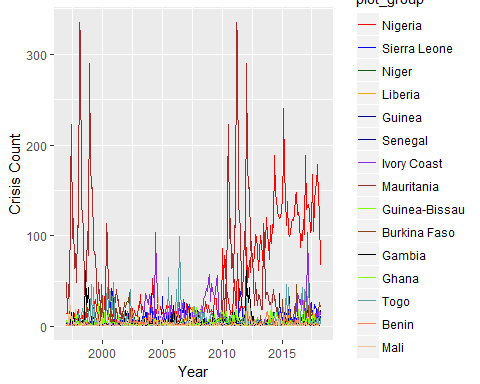 plot_group
Nigeria
Sierra Leone
Niger
Liberia
Guinea
Senegal
Ivory Coast
Mauritania
Guinea-Bissau
Burkina Faso
Gambia
Ghana
Togo
Benin
Mali
300
200
100
0
Crisis Count
2000 2005 2010 2015
Year